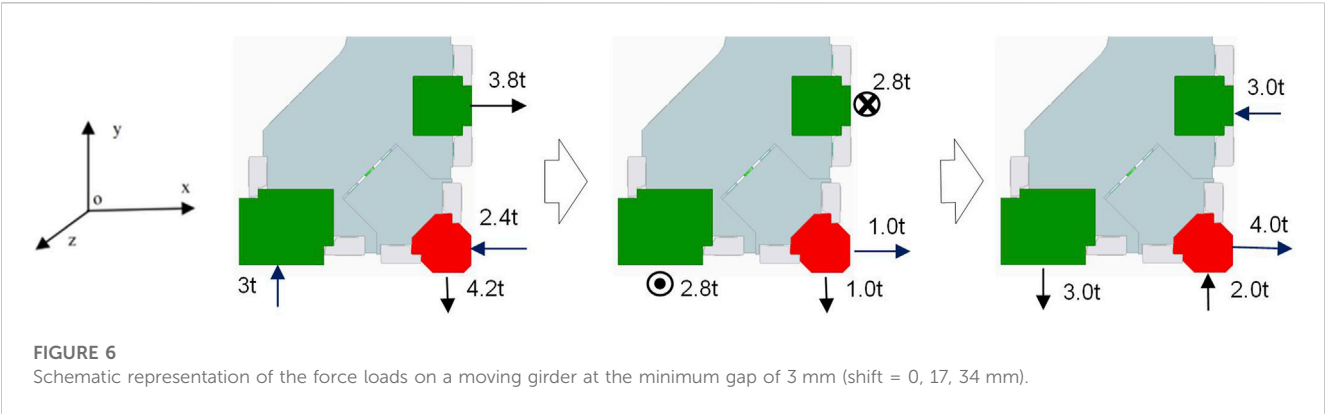 y
x
o
z
3.8t
2.4t
3t
4.2t
2.8t
1.0t
2.8t
1.0t
3.0t
4.0t
3.0t
2.0t
FIGURE 6
Schematic representation of the force loads on a moving girder at the minimum gap of 3 mm (shift = 0, 17, 34 mm).